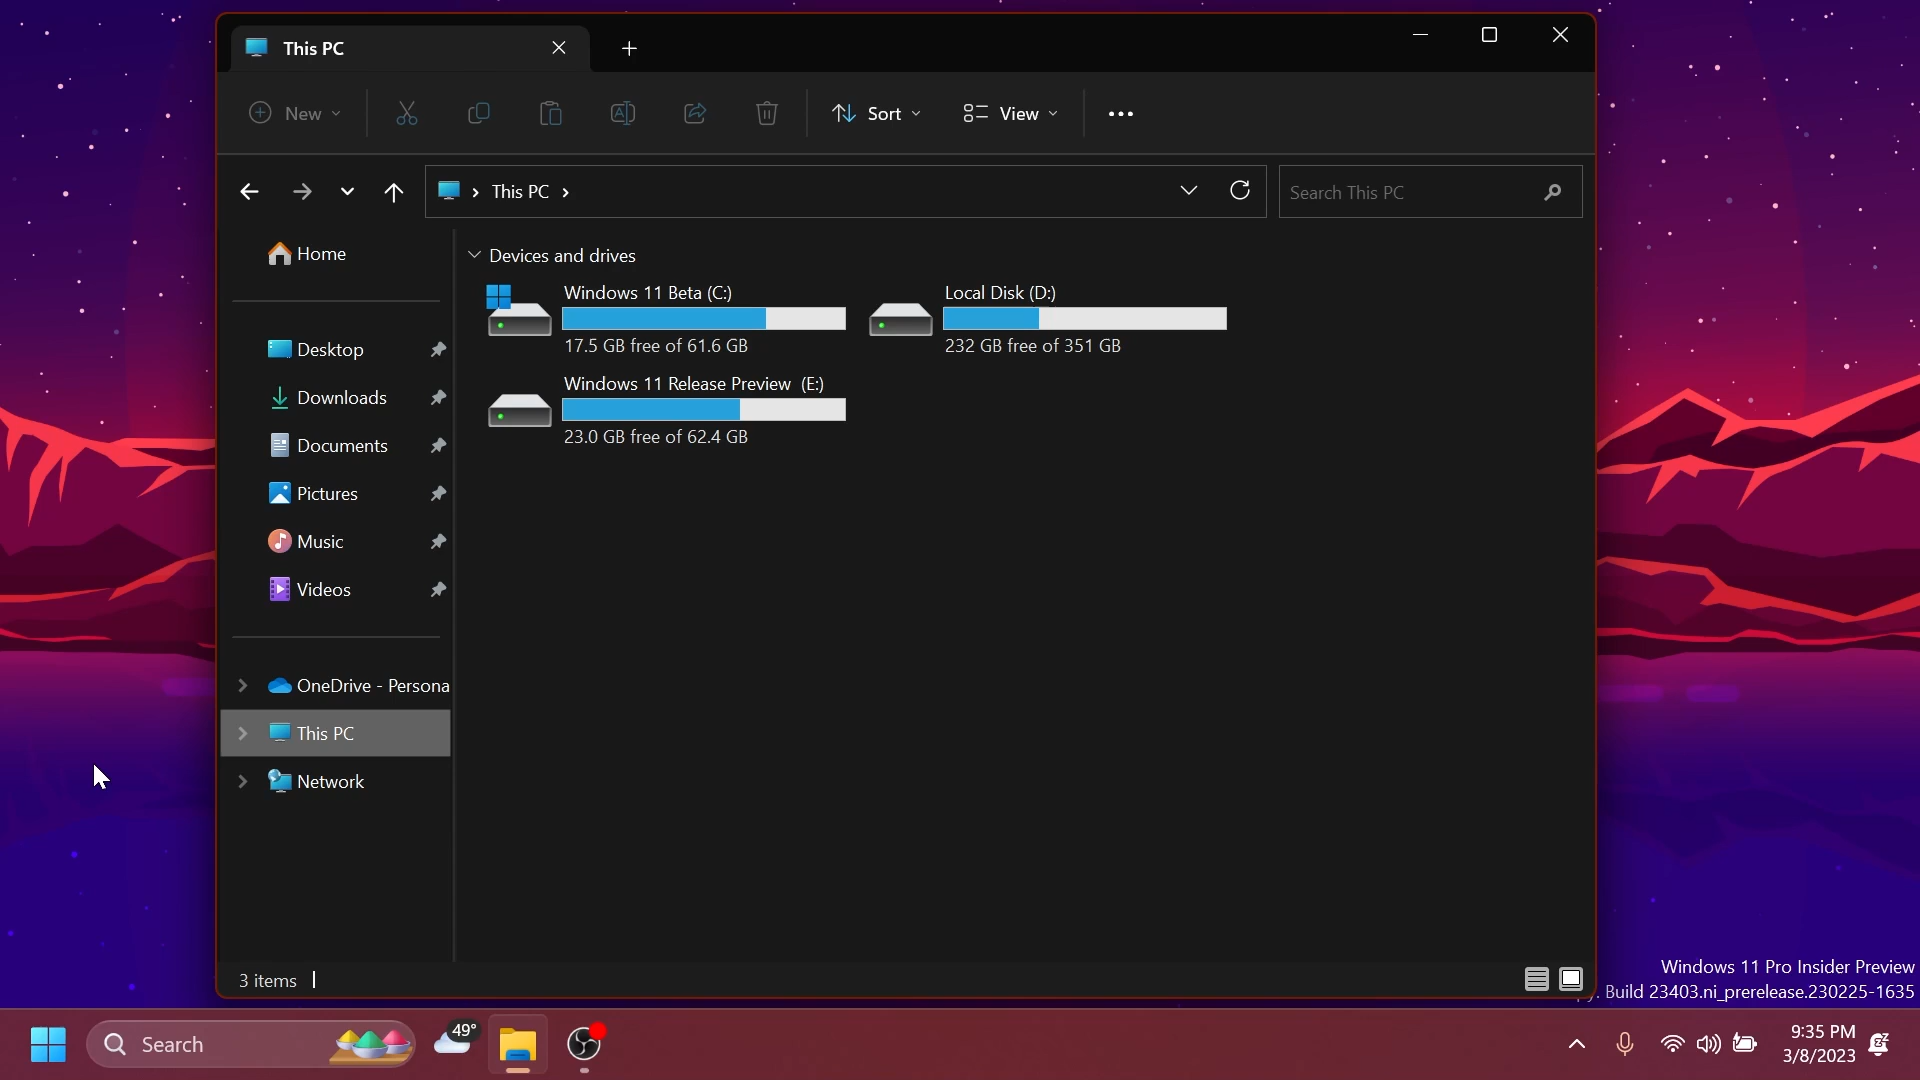 This PC
New
Sort
View
This PC
Search This PC
Home
Desktop
Downloads
Documents
Pictures
Music
Videos
OneDrive - Persona
This PC
Network
Devices and drives
Windows 11 Beta (C:)
17.5 GB free of 61.6 GB
Local Disk (D:)
232 GB free of 351 GB
Windows 11 Release Preview (E:)
23.0 GB free of 62.4 GB
3 items
Windows 11 Pro Insider Preview
Build 23403.ni_prerelease.230225-1635
Search
49°
9:35 PM
3/8/2023